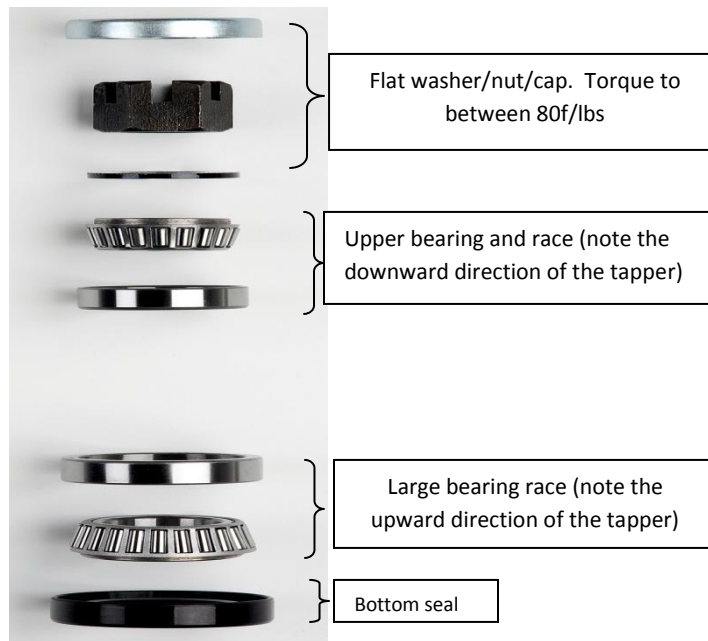 Flat washer/nut/cap.  Torque to
between 80f/lbs
Upper bearing and race (note the
downward direction of the tapper)
Large bearing race (note the
upward direction of the tapper)
Bottom seal